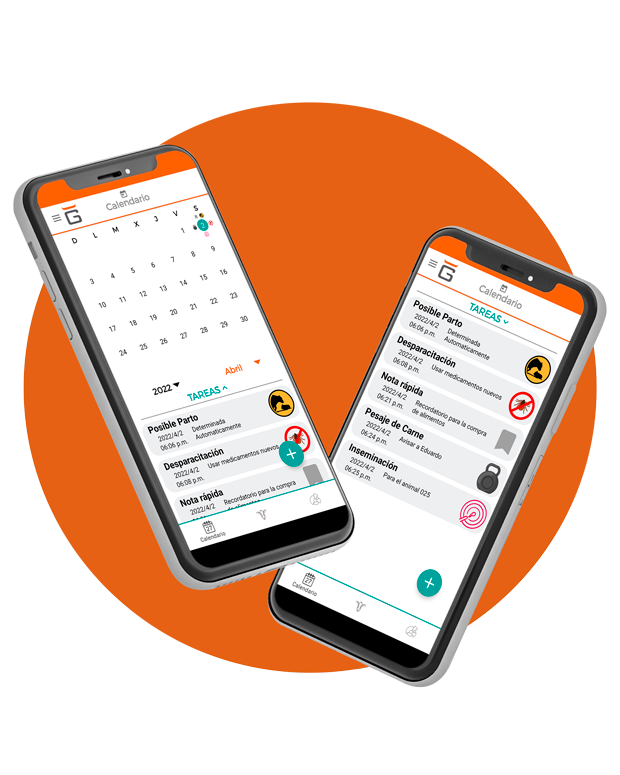 G
Calendario
D L M X J V S
1 2
3 4 5 6 7 8 9
10 11 12 13 14 15 16
17 18 19 20 21 22 23
24 25 26 27 28 29 30
2022 Abril
TAREAS
Posible Parto
2022/4/2 Determinada
06:06 p.m. Automaticamente
Desparacitación
2022/4/2 Usar medicamentos nuevos
06:08 p.m.
Nota rápida
2022/4/2 Recordatorio para la compra
de alimentos
27
Calendario
G
Calendario
TAREAS
Posible Parto
2022/4/2 Determinada
06:06 p.m. Automaticamente
Desparacitación
2022/4/2 Usar medicamentos nuevos
06:08 p.m.
Nota rápida
2022/4/2 Recordatorio para la compra
06:21 p.m. de alimentos
Pesaje de Carne
2022/4/2 Avisar a Eduardo
06:24 p.m.
Inseminación
2022/4/2 Para el animal 025
06:25 p.m.
27
Calendario